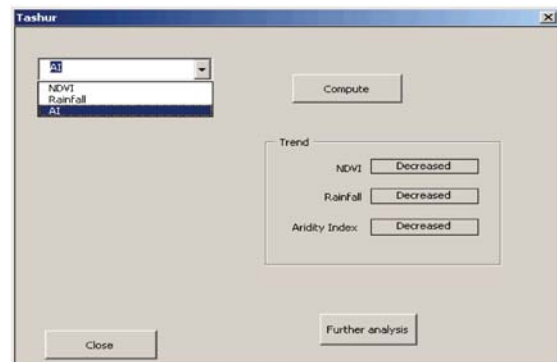 Tashur
AI
NDVI
Rainfall
AI
Compute
Trend
NDVI Decreased
Rainfall Decreased
Aridity Index Decreased
Further analysis
Close